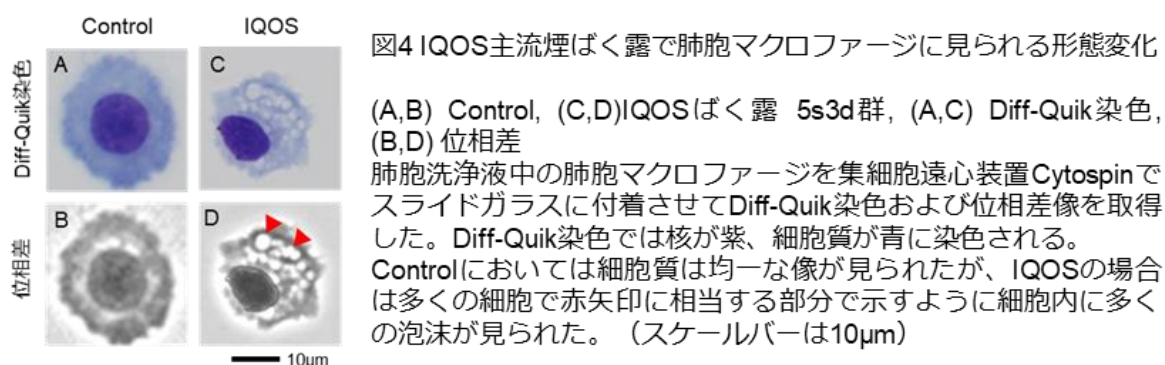 Control IQOS
Diff-Quik染色
A
C
位相差
B
D
10μm
図4 IQOS主流煙ばく露で肺胞マクロファージに見られる形態変化
(A,B) Control, (C,D)IQOSばく露 5s3d群, (A,C) Diff-Quik染色,
(B,D) 位相差
肺胞洗浄液中の肺胞マクロファージを集細胞遠心装置Cytospinで
スライドガラスに付着させてDiff-Quik染色および位相差像を取得
した。Diff-Quik染色では核が紫、細胞質が青に染色される。
Controlにおいては細胞質は均一な像が見られたが、IQOSの場合
は多くの細胞で赤矢印に相当する部分で示すように細胞内に多く
の泡沫が見られた。（スケールバーは10μm）